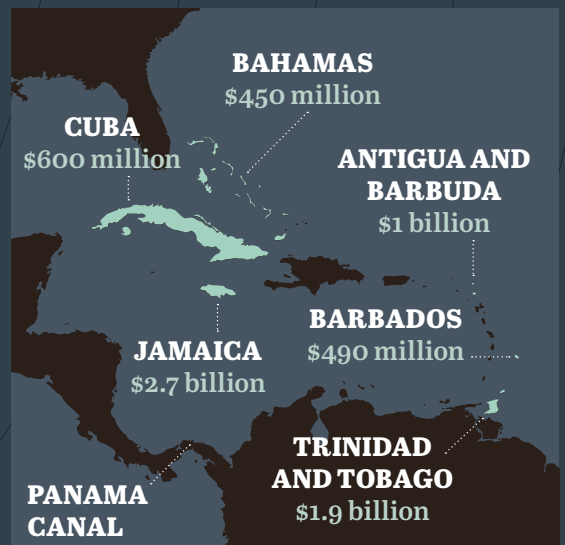 BAHAMAS
$450 million
CUBA
$600 million
ANTIGUA AND
BARBUDA
$1 billion
BARBADOS
$490 million
JAMAICA
$2.7 billion
TRINIDAD
AND TOBAGO
$1.9 billion
PANAMA
CANAL